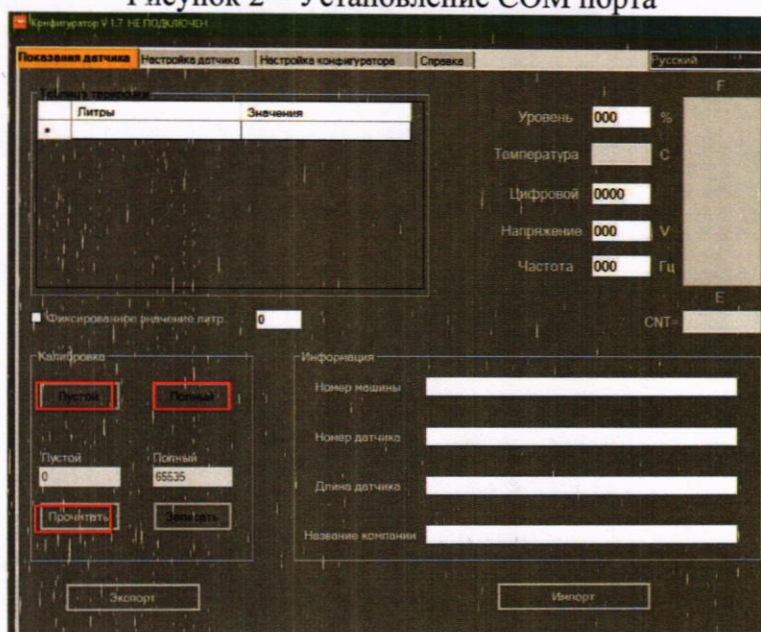 Рисунок 2 – Установление COM порта
Конфигуратор V 1.7 НЕ ПОДКЛЮЧЕН
Показания датчика Настройка датчика Настройка конфигуратора Справка Русский
Таблица тарировки
Литры Значения
*
F
Уровень 000 %
Температура C
Цифровой 0000
Напряжение 000 V
Частота 000 Гц
E
CNT=
Фиксированное значение литр 0
Калибровка
Пустой Полный
Пустой Полный
0 65535
Прочитать Записать
Информация
Номер машины
Номер датчика
Длина датчика
Название компании
Экспорт Импорт